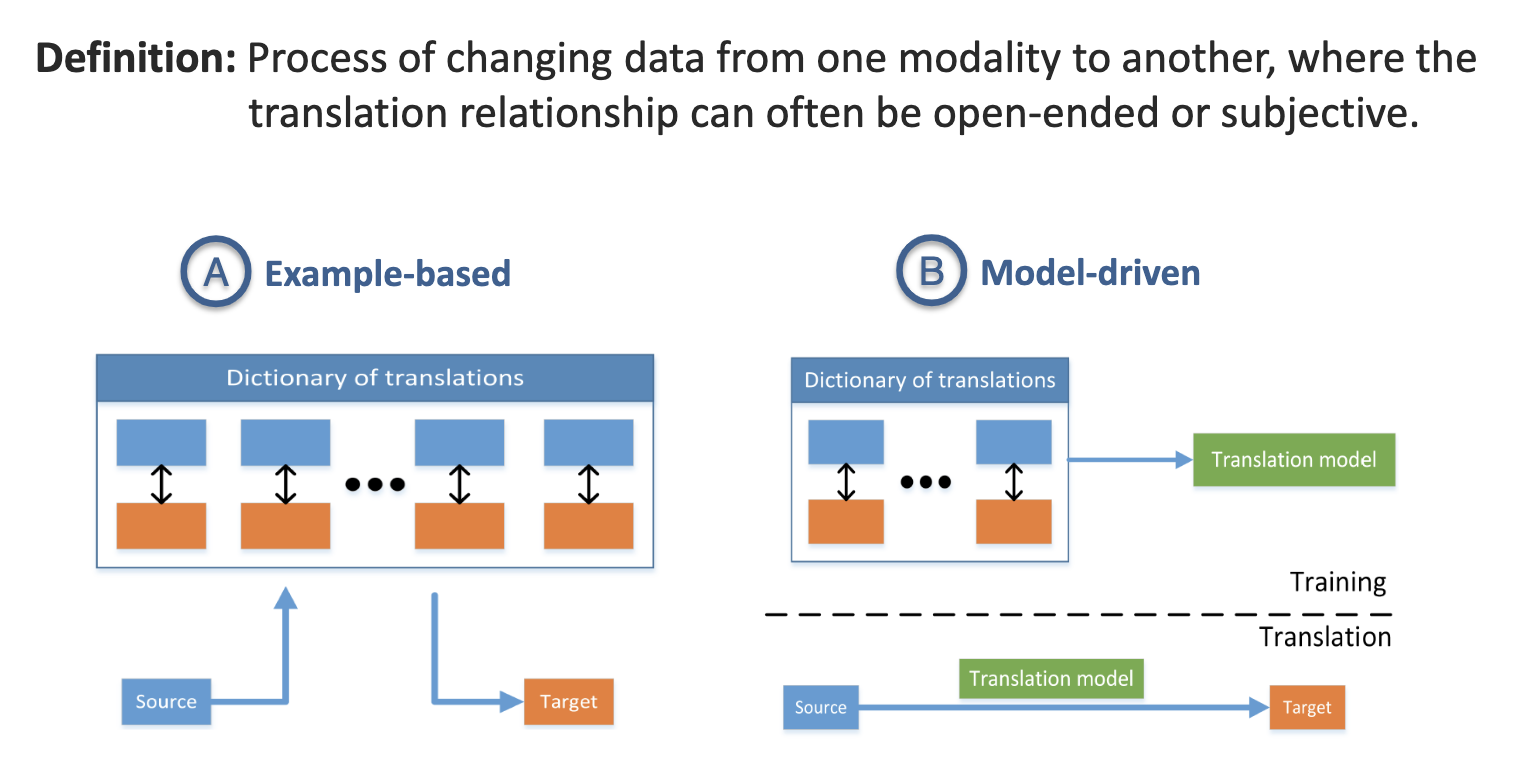 Definition: Process of changing data from one modality to another, where the
translation relationship can often be open-ended or subjective.
A Example-based
Dictionary of translations
Source
Target
B Model-driven
Dictionary of translations
Translation model
Training
Translation
Translation model
Source
Target